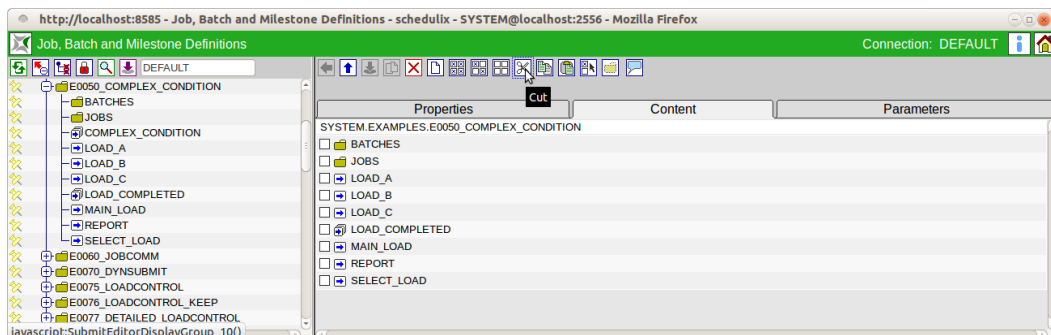 http://localhost:8585 - Job, Batch and Milestone Definitions - schedulix - SYSTEM@localhost:2556 - Mozilla Firefox
Job, Batch and Milestone Definitions
Connection: DEFAULT
DEFAULT
E0050_COMPLEX_CONDITION
BATCHES
JOBS
COMPLEX_CONDITION
LOAD_A
LOAD_B
LOAD_C
LOAD_COMPLETED
MAIN_LOAD
REPORT
SELECT_LOAD
E0060_JOBCOMM
E0070_DYNSUBMIT
E0075_LOADCONTROL
E0076_LOADCONTROL_KEEP
E0077_DETAILED_LOADCONTROL
javascript:SubmitEditorDisplayGroup_10()
Cut
Properties
Content
Parameters
SYSTEM.EXAMPLES.E0050_COMPLEX_CONDITION
BATCHES
JOBS
LOAD_A
LOAD_B
LOAD_C
LOAD_COMPLETED
MAIN_LOAD
REPORT
SELECT_LOAD